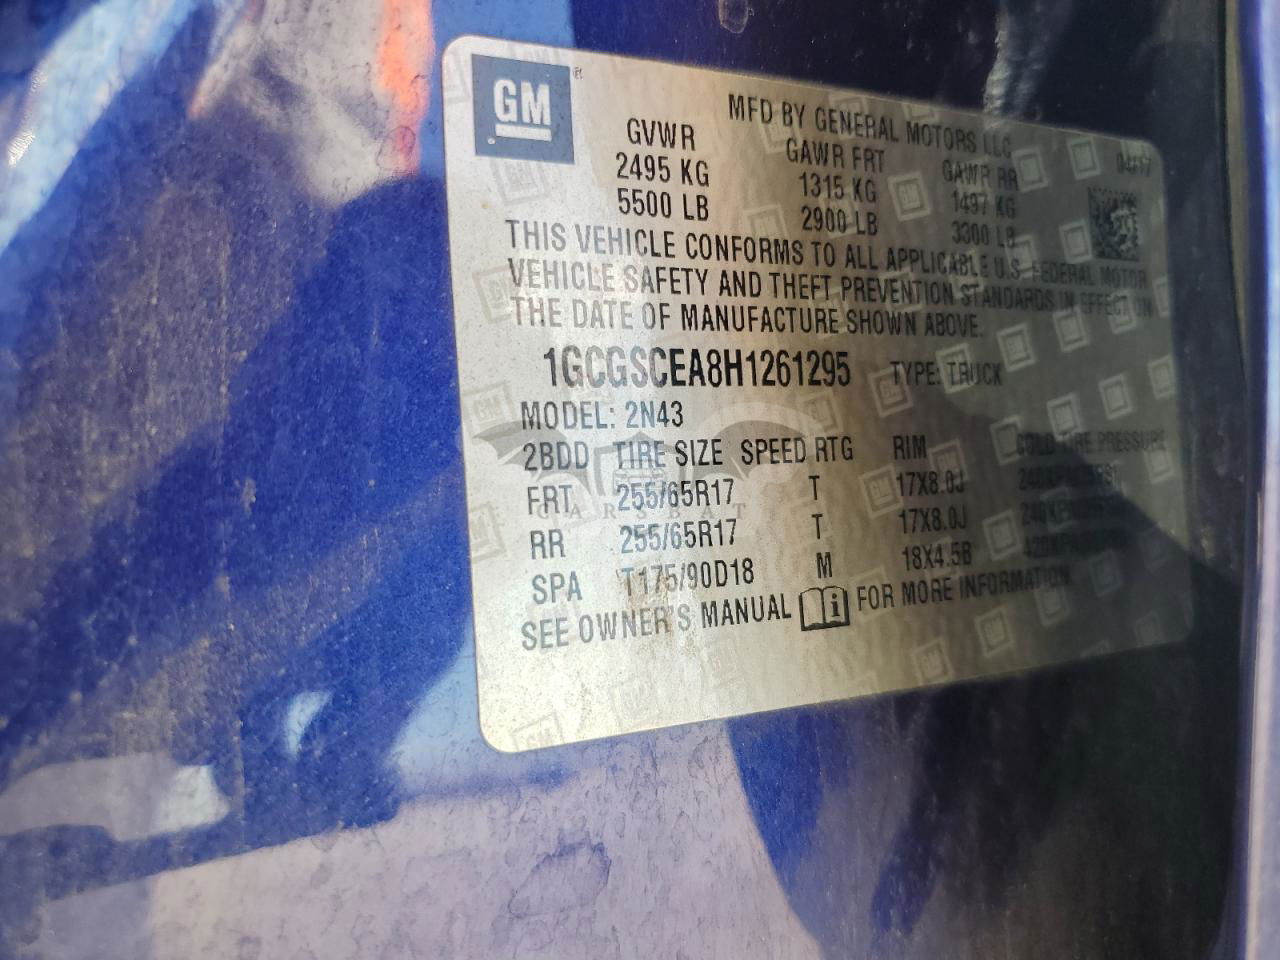 GM
MFD BY GENERAL MOTORS LLC
04/17
GVWR GAWR FRT GAWR RR
2495 KG 1315 KG 1497 KG
5500 LB 2900 LB 3300 LB
THIS VEHICLE CONFORMS TO ALL APPLICABLE U.S. FEDERAL MOTOR
VEHICLE SAFETY AND THEFT PREVENTION STANDARDS IN EFFECT ON
THE DATE OF MANUFACTURE SHOWN ABOVE.
1GCGSCEA8H1261295 TYPE: TRUCK
MODEL: 2N43
2BDD TIRE SIZE SPEED RTG RIM COLD TIRE PRESSURE
FRT 255/65R17 T 17X8.0J
RR 255/65R17 T 17X8.0J
SPA T175/90D18 M 18X4.5B
CARSBAT
SEE OWNER'S MANUAL FOR MORE INFORMATION